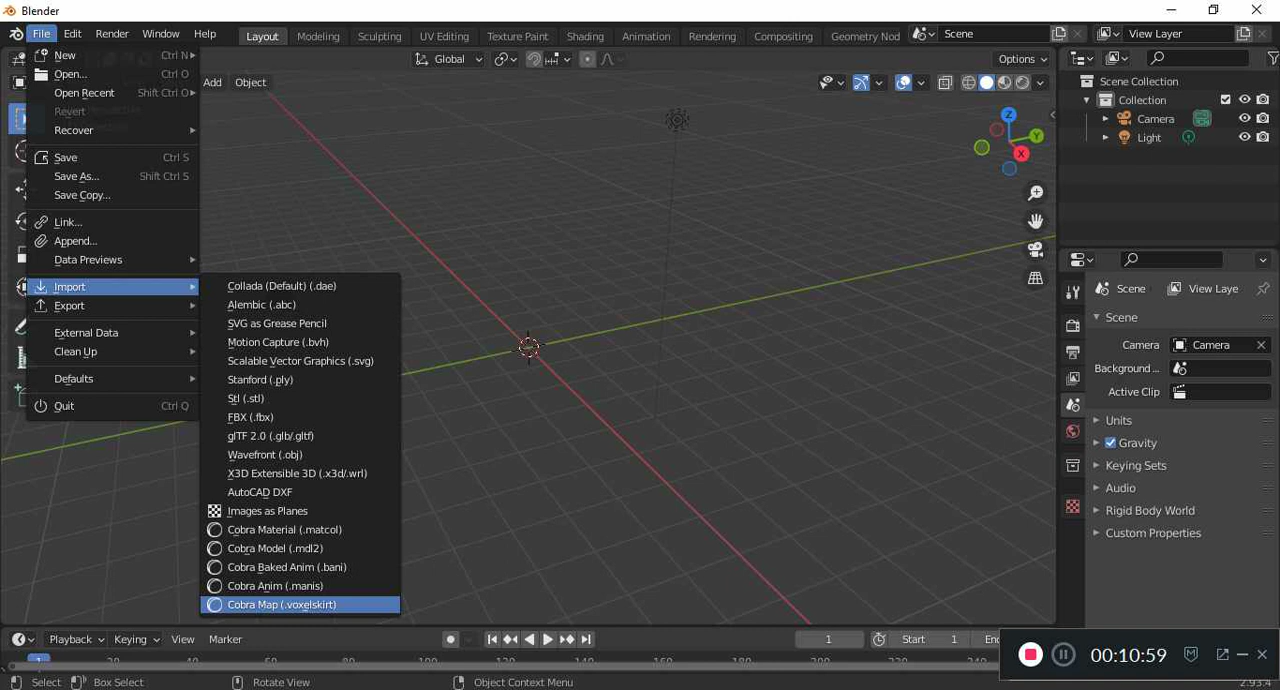 Blender
File Edit Render Window Help Layout Modeling Sculpting UV Editing Texture Paint Shading Animation Rendering Compositing Geometry Nod Scene View Layer
New Ctrl N
Open... Ctrl O
Open Recent Shift Ctrl O
Revert
Recover
Save Ctrl S
Save As... Shift Ctrl S
Save Copy...
Link...
Append...
Data Previews
Import
Export
External Data
Clean Up
Defaults
Quit Ctrl Q
Collada (Default) (.dae)
Alembic (.abc)
SVG as Grease Pencil
Motion Capture (.bvh)
Scalable Vector Graphics (.svg)
Stanford (.ply)
Stl (.stl)
FBX (.fbx)
glTF 2.0 (.glb/.gltf)
Wavefront (.obj)
X3D Extensible 3D (.x3d/.wrl)
AutoCAD DXF
Images as Planes
Cobra Material (.matcol)
Cobra Model (.mdl2)
Cobra Baked Anim (.bani)
Cobra Anim (.manis)
Cobra Map (.voxelskirt)
Global Options
Add Object
Z
Y
X
Scene Collection
Collection
Camera
Light
Scene View Laye
Scene
Camera Camera
Background ...
Active Clip
Units
Gravity
Keying Sets
Audio
Rigid Body World
Custom Properties
Playback Keying View Marker 1 Start 1 En
1
00:10:59
Select Box Select Rotate View Object Context Menu